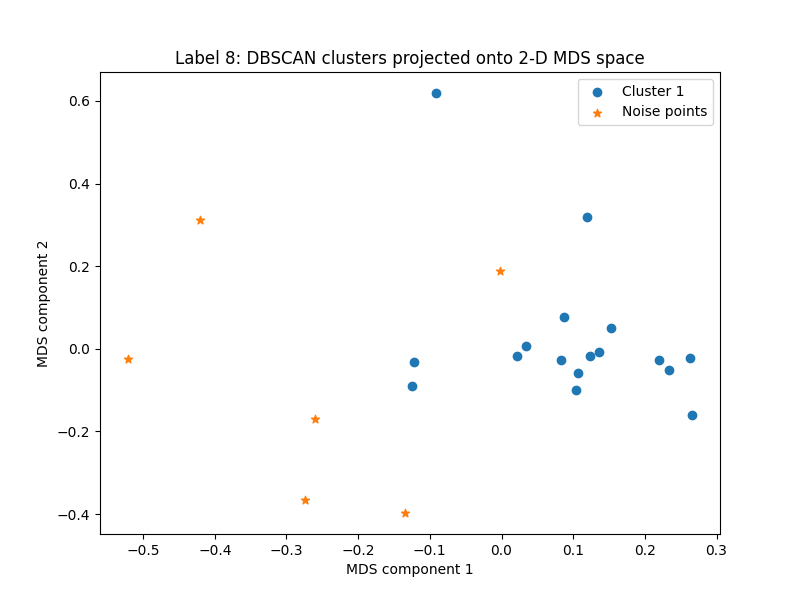 Label 8: DBSCAN clusters projected onto 2-D MDS space
Cluster 1
Noise points
MDS component 2
0.6
0.4
0.2
0.0
−0.2
−0.4
−0.5 −0.4 −0.3 −0.2 −0.1 0.0 0.1 0.2 0.3
MDS component 1